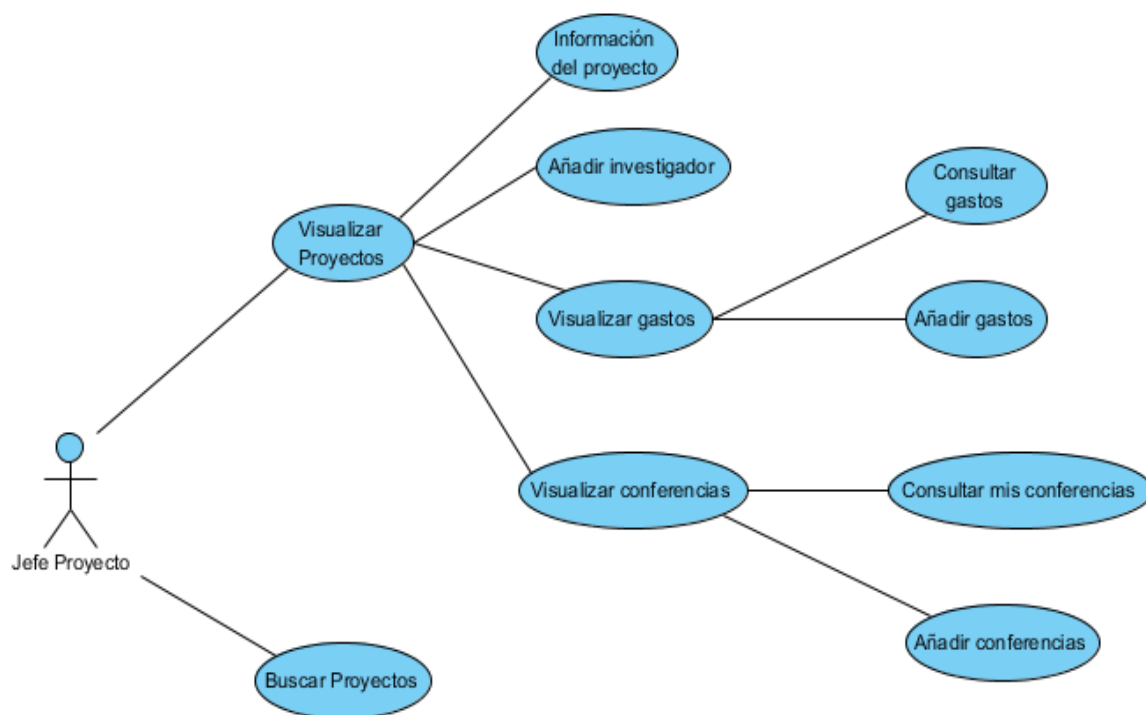 Información
del proyecto
Añadir investigador
Consultar
gastos
Visualizar
Proyectos
Visualizar gastos
Añadir gastos
Visualizar conferencias
Consultar mis conferencias
Jefe Proyecto
Añadir conferencias
Buscar Proyectos